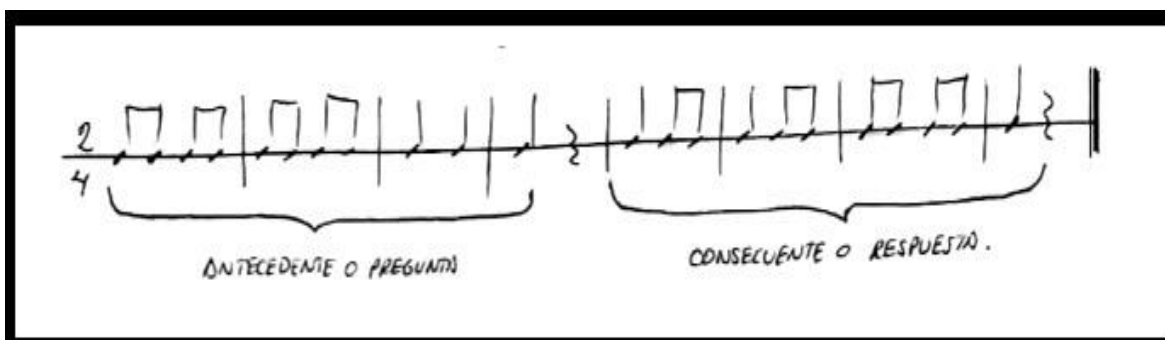 2
4
ANTECEDENTE O PREGUNTA
CONSECUENTE O RESPUESTA.